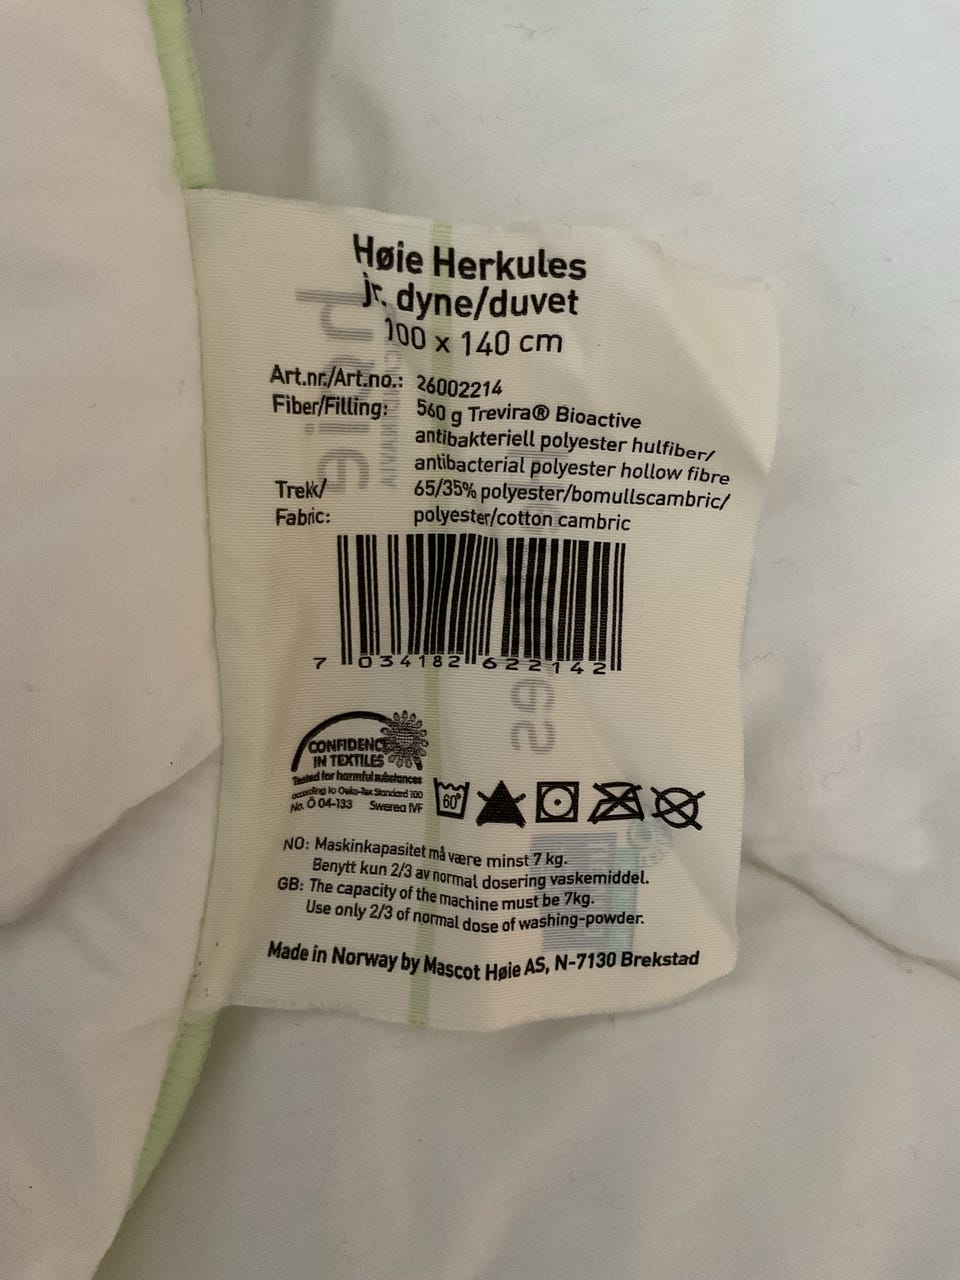 Høie Herkules
jr. dyne/duvet
100 x 140 cm
Art.nr./Art.no.: 26002214
Fiber/Filling: 560 g Trevira® Bioactive
antibakteriell polyester hulfiber/
antibacterial polyester hollow fibre
Trekk/ 65/35% polyester/bomullscambric/
Fabric: polyester/cotton cambric
7 034182 622142
CONFIDENCE
IN TEXTILES
Tested for harmful substances
according to Oeko-Tex Standard 100
No. Ö 04-133 Swerea IVF
60°
NO: Maskinkapasitet må være minst 7 kg.
Benytt kun 2/3 av normal dosering vaskemiddel.
GB: The capacity of the machine must be 7kg.
Use only 2/3 of normal dose of washing-powder.
Made in Norway by Mascot Høie AS, N-7130 Brekstad